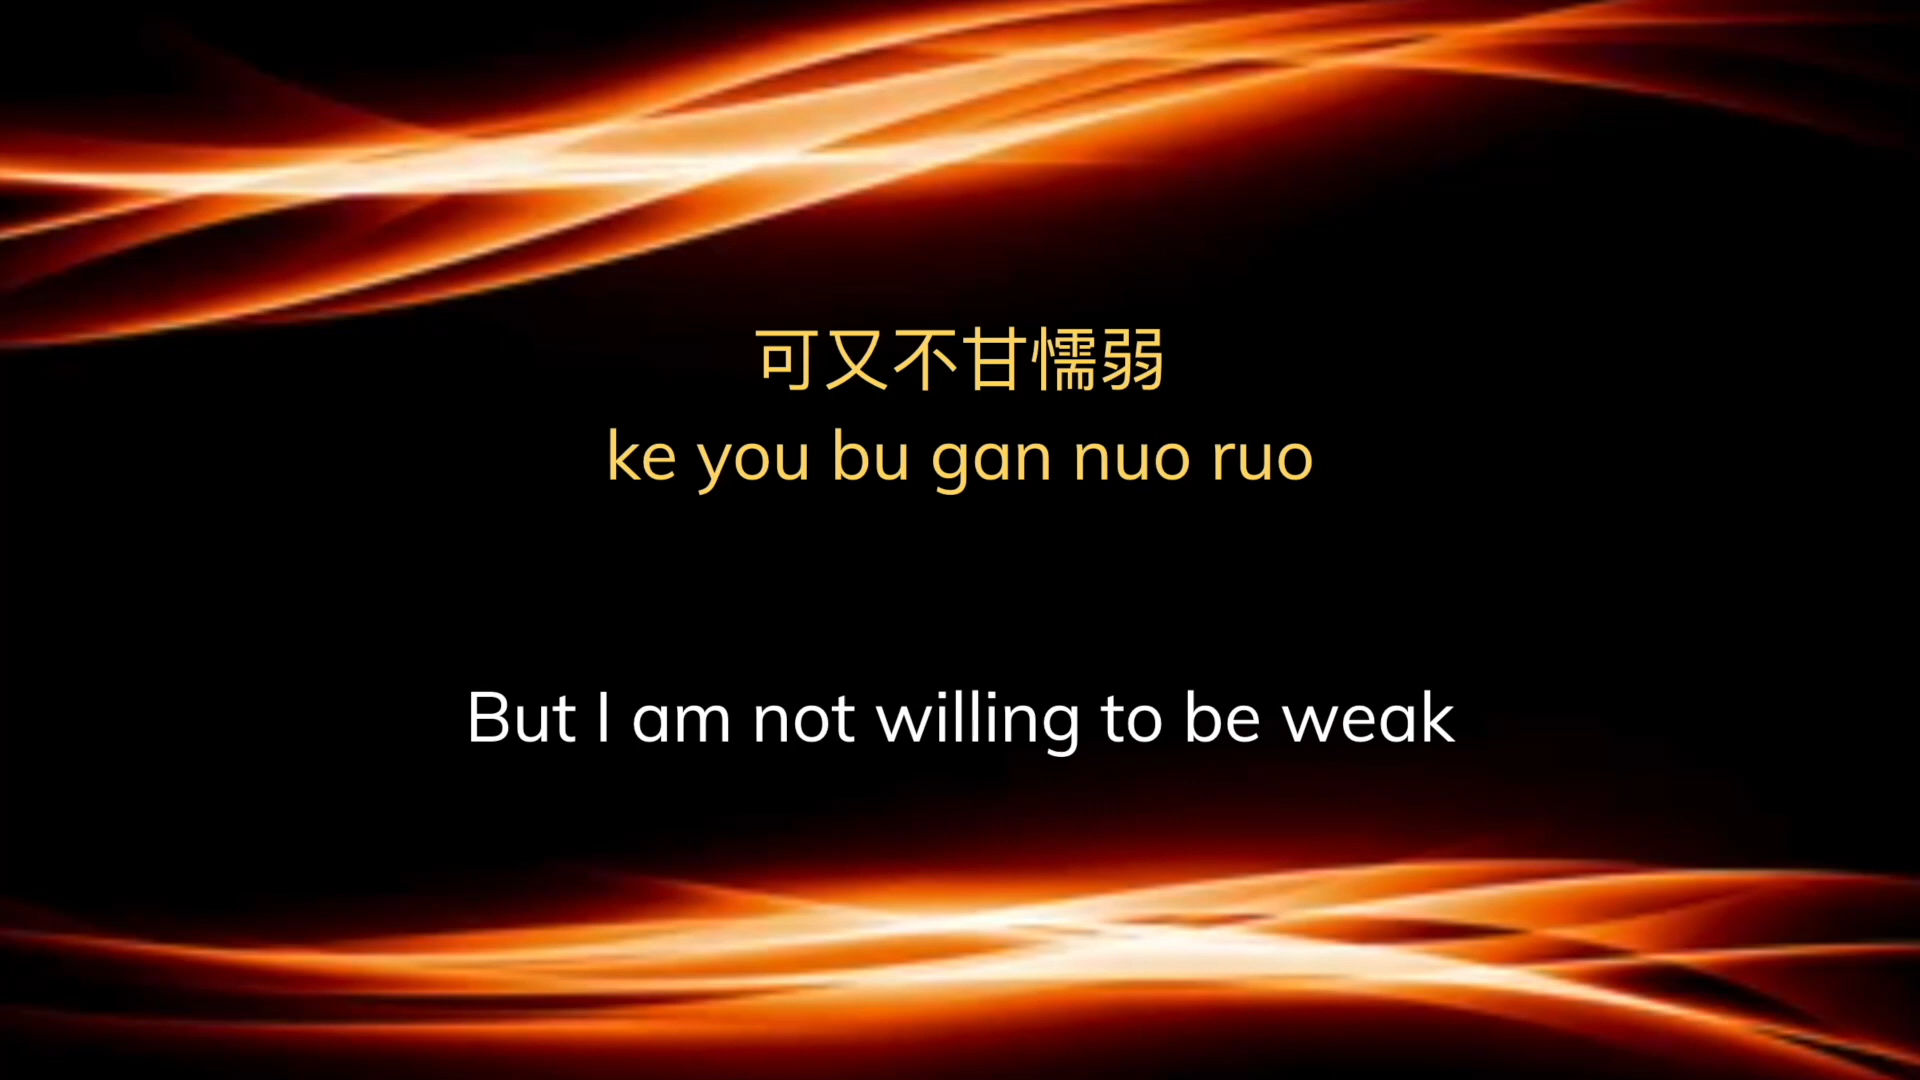 可又不甘懦弱
ke you bu gan nuo ruo
But I am not willing to be weak